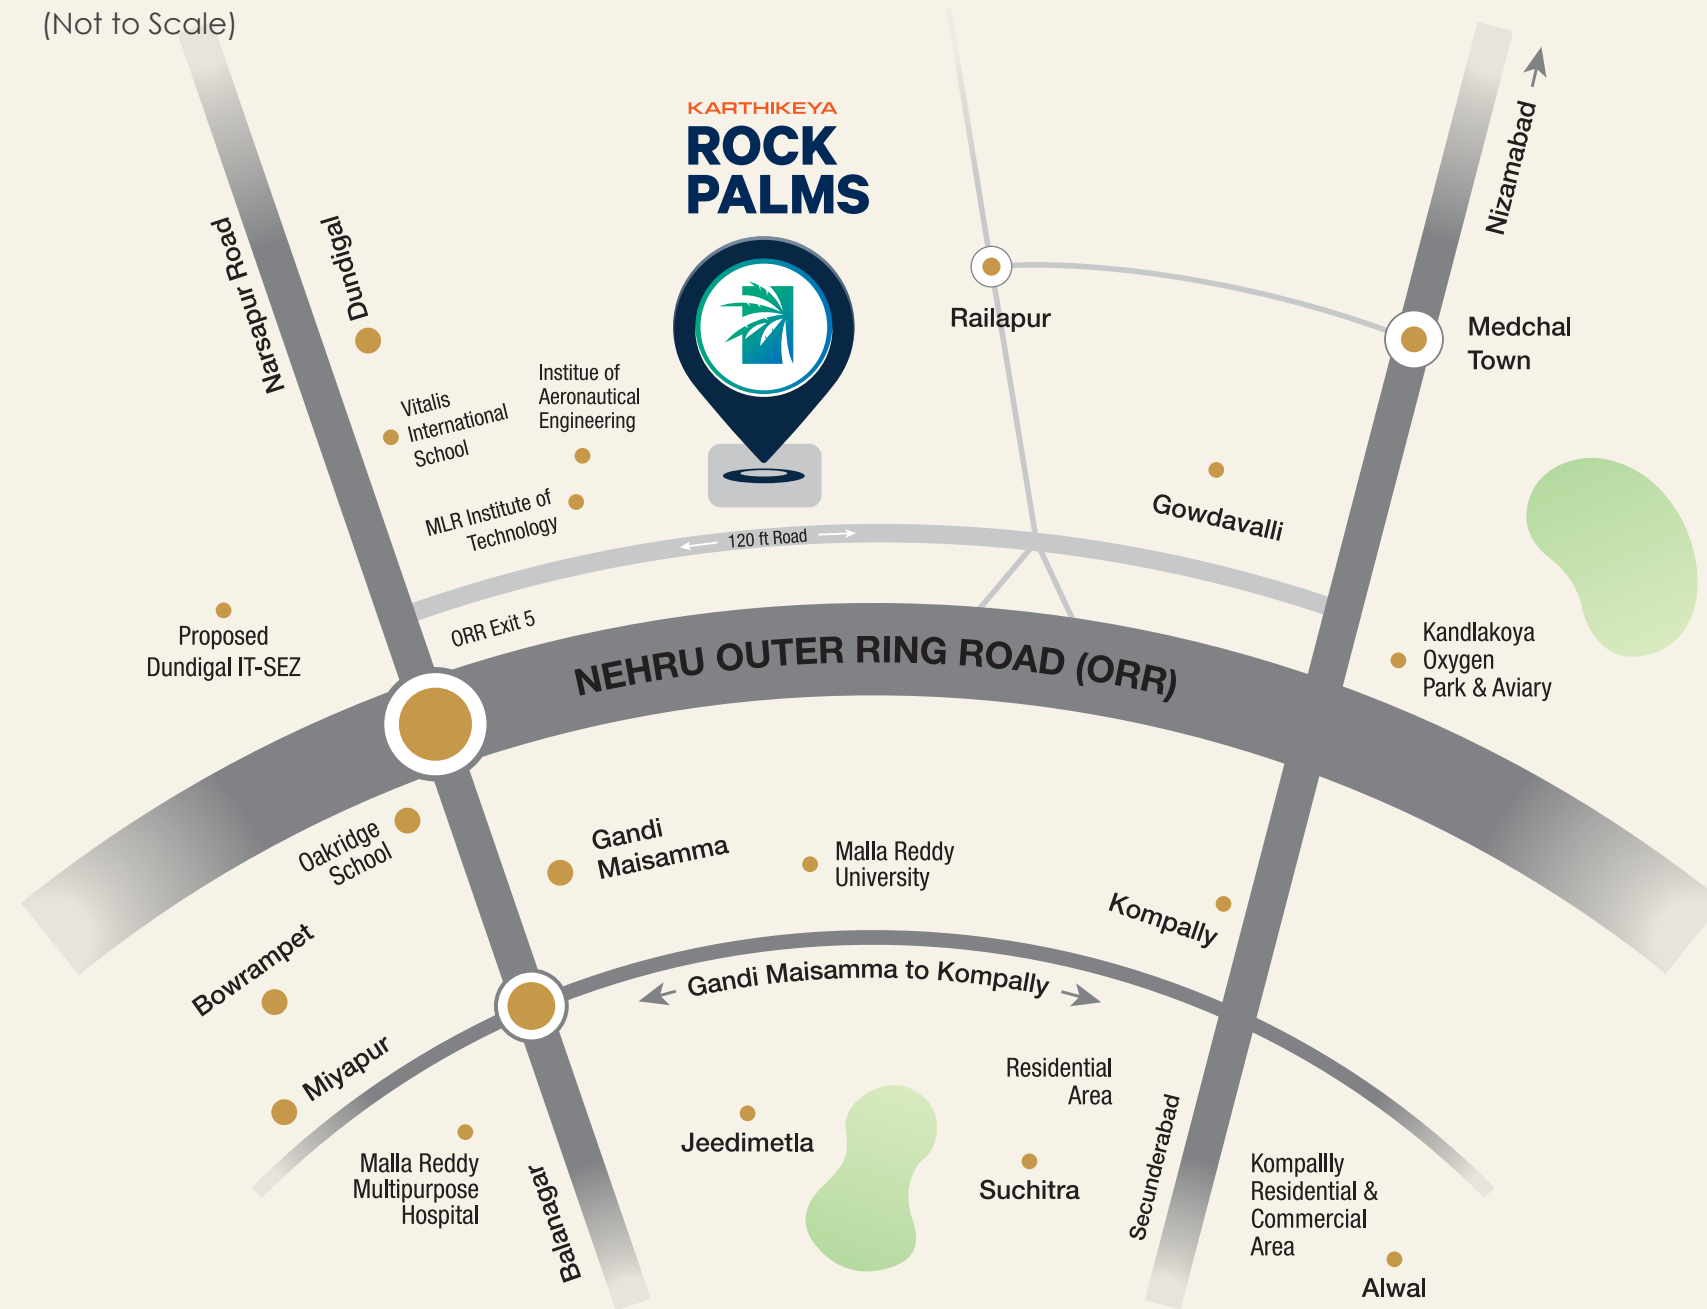 (Not to Scale)
KARTHIKEYA
ROCK
PALMS
Narsapur Road
Dundigal
Nizamabad
Railapur
Medchal
Town
Vitalis
International
School
Institue of
Aeronautical
Engineering
MLR Institute of
Technology
Gowdavalli
120 ft Road
ORR Exit 5
Proposed
Dundigal IT-SEZ
NEHRU OUTER RING ROAD (ORR)
Kandlakoya
Oxygen
Park & Aviary
Oakridge
School
Gandi
Maisamma
Malla Reddy
University
Kompally
Bowrampet
Gandi Maisamma to Kompally
Miyapur
Residential
Area
Malla Reddy
Multipurpose
Hospital
Balanagar
Jeedimetla
Suchitra
Secunderabad
Kompallly
Residential &
Commercial
Area
Alwal